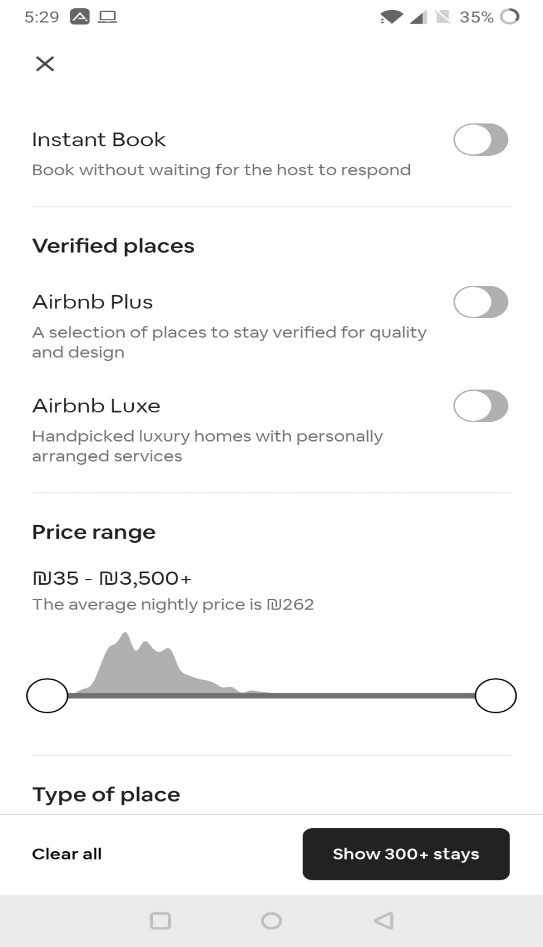 5:29
35%
Instant Book
Book without waiting for the host to respond
Verified places
Airbnb Plus
A selection of places to stay verified for quality
and design
Airbnb Luxe
Handpicked luxury homes with personally
arranged services
Price range
₪35 - ₪3,500+
The average nightly price is ₪262
Type of place
Clear all
Show 300+ stays